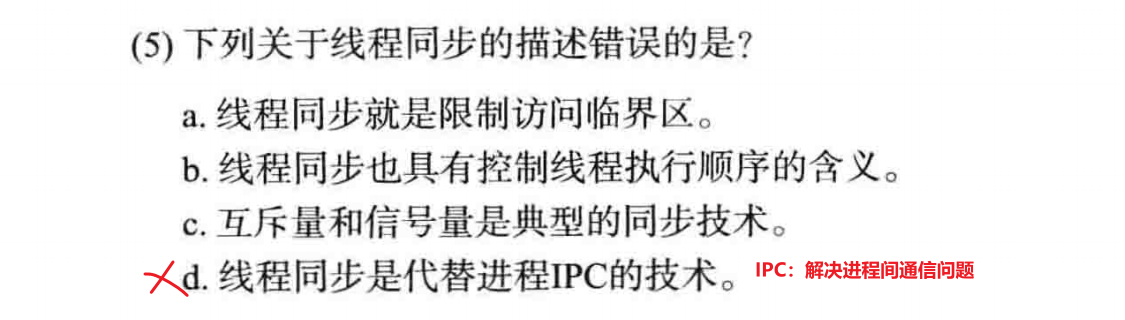 (5) 下列关于线程同步的描述错误的是?
a. 线程同步就是限制访问临界区。
b. 线程同步也具有控制线程执行顺序的含义。
c. 互斥量和信号量是典型的同步技术。
d. 线程同步是代替进程IPC的技术。 IPC：解决进程间通信问题